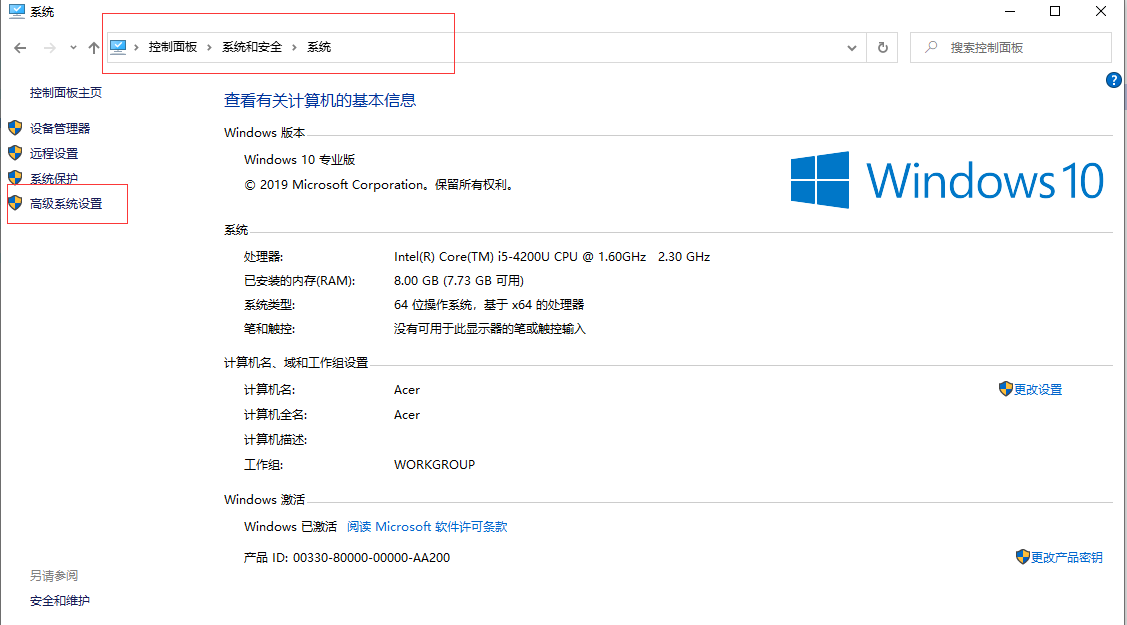 系统
控制面板 › 系统和安全 › 系统
搜索控制面板
控制面板主页
设备管理器
远程设置
系统保护
高级系统设置
另请参阅
安全和维护
?
查看有关计算机的基本信息
Windows 版本
Windows 10 专业版
© 2019 Microsoft Corporation。保留所有权利。
Windows 10
系统
处理器: Intel(R) Core(TM) i5-4200U CPU @ 1.60GHz 2.30 GHz
已安装的内存(RAM): 8.00 GB (7.73 GB 可用)
系统类型: 64 位操作系统，基于 x64 的处理器
笔和触控: 没有可用于此显示器的笔或触控输入
计算机名、域和工作组设置
计算机名: Acer 更改设置
计算机全名: Acer
计算机描述:
工作组: WORKGROUP
Windows 激活
Windows 已激活 阅读 Microsoft 软件许可条款
产品 ID: 00330-80000-00000-AA200 更改产品密钥